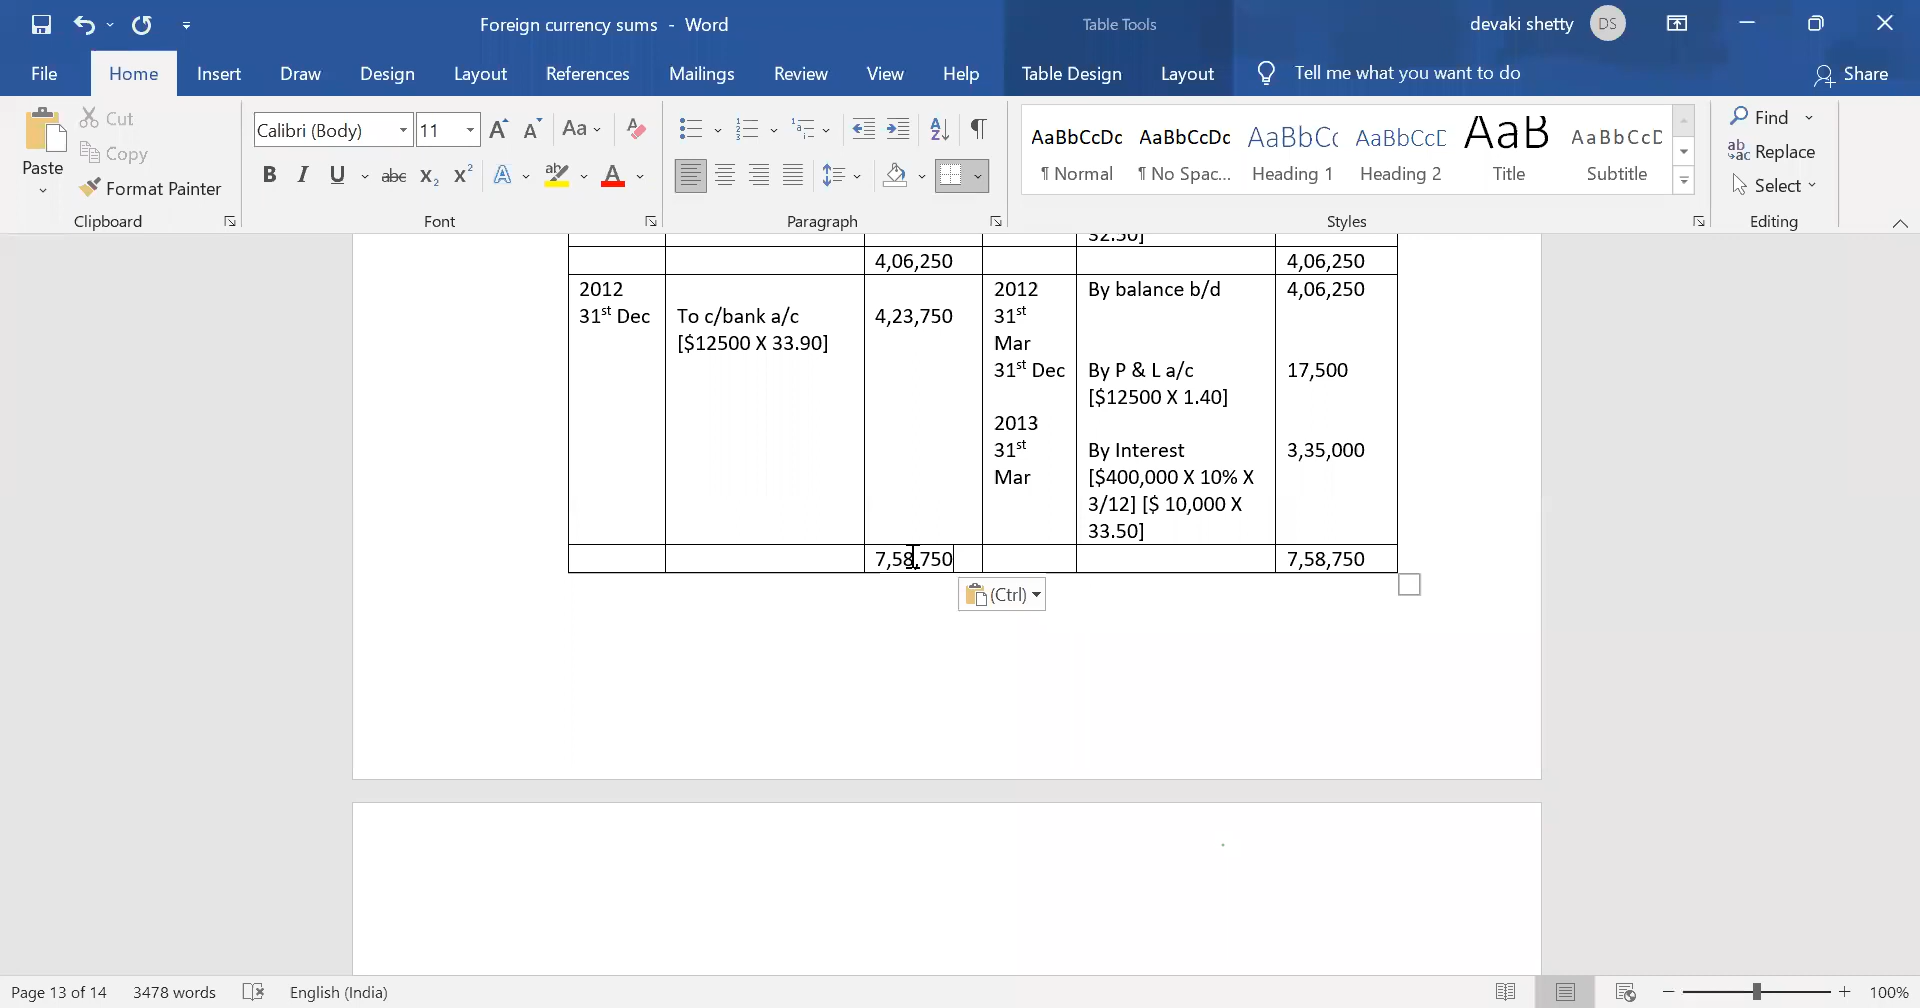 Foreign currency sums - Word
Table Tools
devaki shetty
DS
File
Home
Insert
Draw
Design
Layout
References
Mailings
Review
View
Help
Table Design
Layout
Tell me what you want to do
Share
Paste
Cut
Copy
Format Painter
Clipboard
Calibri (Body)
11
Font
Paragraph
AaBbCcDc
¶ Normal
AaBbCcDc
¶ No Spac...
AaBbCc
Heading 1
AaBbCcD
Heading 2
AaB
Title
AaBbCcD
Subtitle
Styles
Find
Replace
Select
Editing
32.50]
4,06,250 4,06,250
2012 By balance b/d 4,06,250
2012
31st Dec To c/bank a/c 4,23,750 31st
[$12500 X 33.90] Mar
31st Dec By P & L a/c 17,500
[$12500 X 1.40]
2013
31st By Interest 3,35,000
Mar [$400,000 X 10% X
3/12] [$ 10,000 X
33.50]
7,58,750 7,58,750
(Ctrl)
Page 13 of 14
3478 words
English (India)
100%